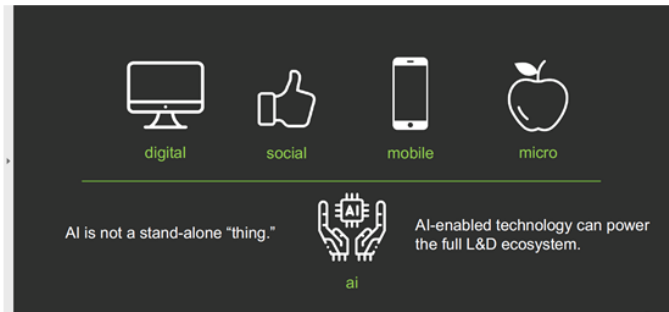 digital social mobile micro
AI is not a stand-alone “thing.”
AI
AI-enabled technology can power
the full L&D ecosystem.
ai